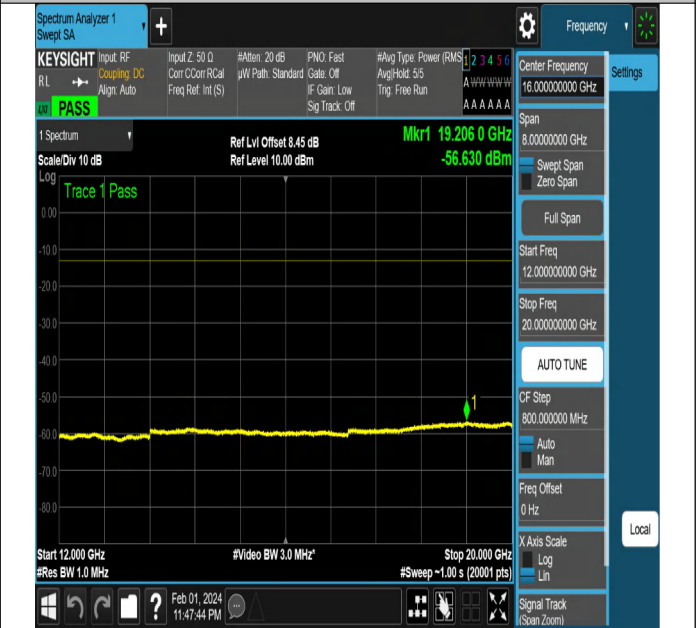 Spectrum Analyzer 1
Swept SA
Frequency
KEYSIGHT
RL
PASS
Input: RF
Coupling: DC
Align: Auto
Input Z: 50 Ω
Corr CCorr RCal
Freq Ref: Int (S)
#Atten: 20 dB
µW Path: Standard
PNO: Fast
Gate: Off
IF Gain: Low
Sig Track: Off
#Avg Type: Power (RMS
Avg|Hold: 5/5
Trig: Free Run
1 2 3 4 5 6
A W W W W W
A A A A A A
1 Spectrum
Scale/Div 10 dB
Ref Lvl Offset 8.45 dB
Ref Level 10.00 dBm
Mkr1 19.206 0 GHz
-56.630 dBm
Log
Trace 1 Pass
0.00
-10.0
-20.0
-30.0
-40.0
-50.0
-60.0
-70.0
-80.0
1
Start 12.000 GHz
#Res BW 1.0 MHz
#Video BW 3.0 MHz*
Stop 20.000 GHz
#Sweep ~1.00 s (20001 pts)
Feb 01, 2024
11:47:44 PM
Center Frequency
16.000000000 GHz
Settings
Span
8.00000000 GHz
Swept Span
Zero Span
Full Span
Start Freq
12.000000000 GHz
Stop Freq
20.000000000 GHz
AUTO TUNE
CF Step
800.000000 MHz
Auto
Man
Freq Offset
0 Hz
X Axis Scale
Log
Lin
Local
Signal Track
(Span Zoom)